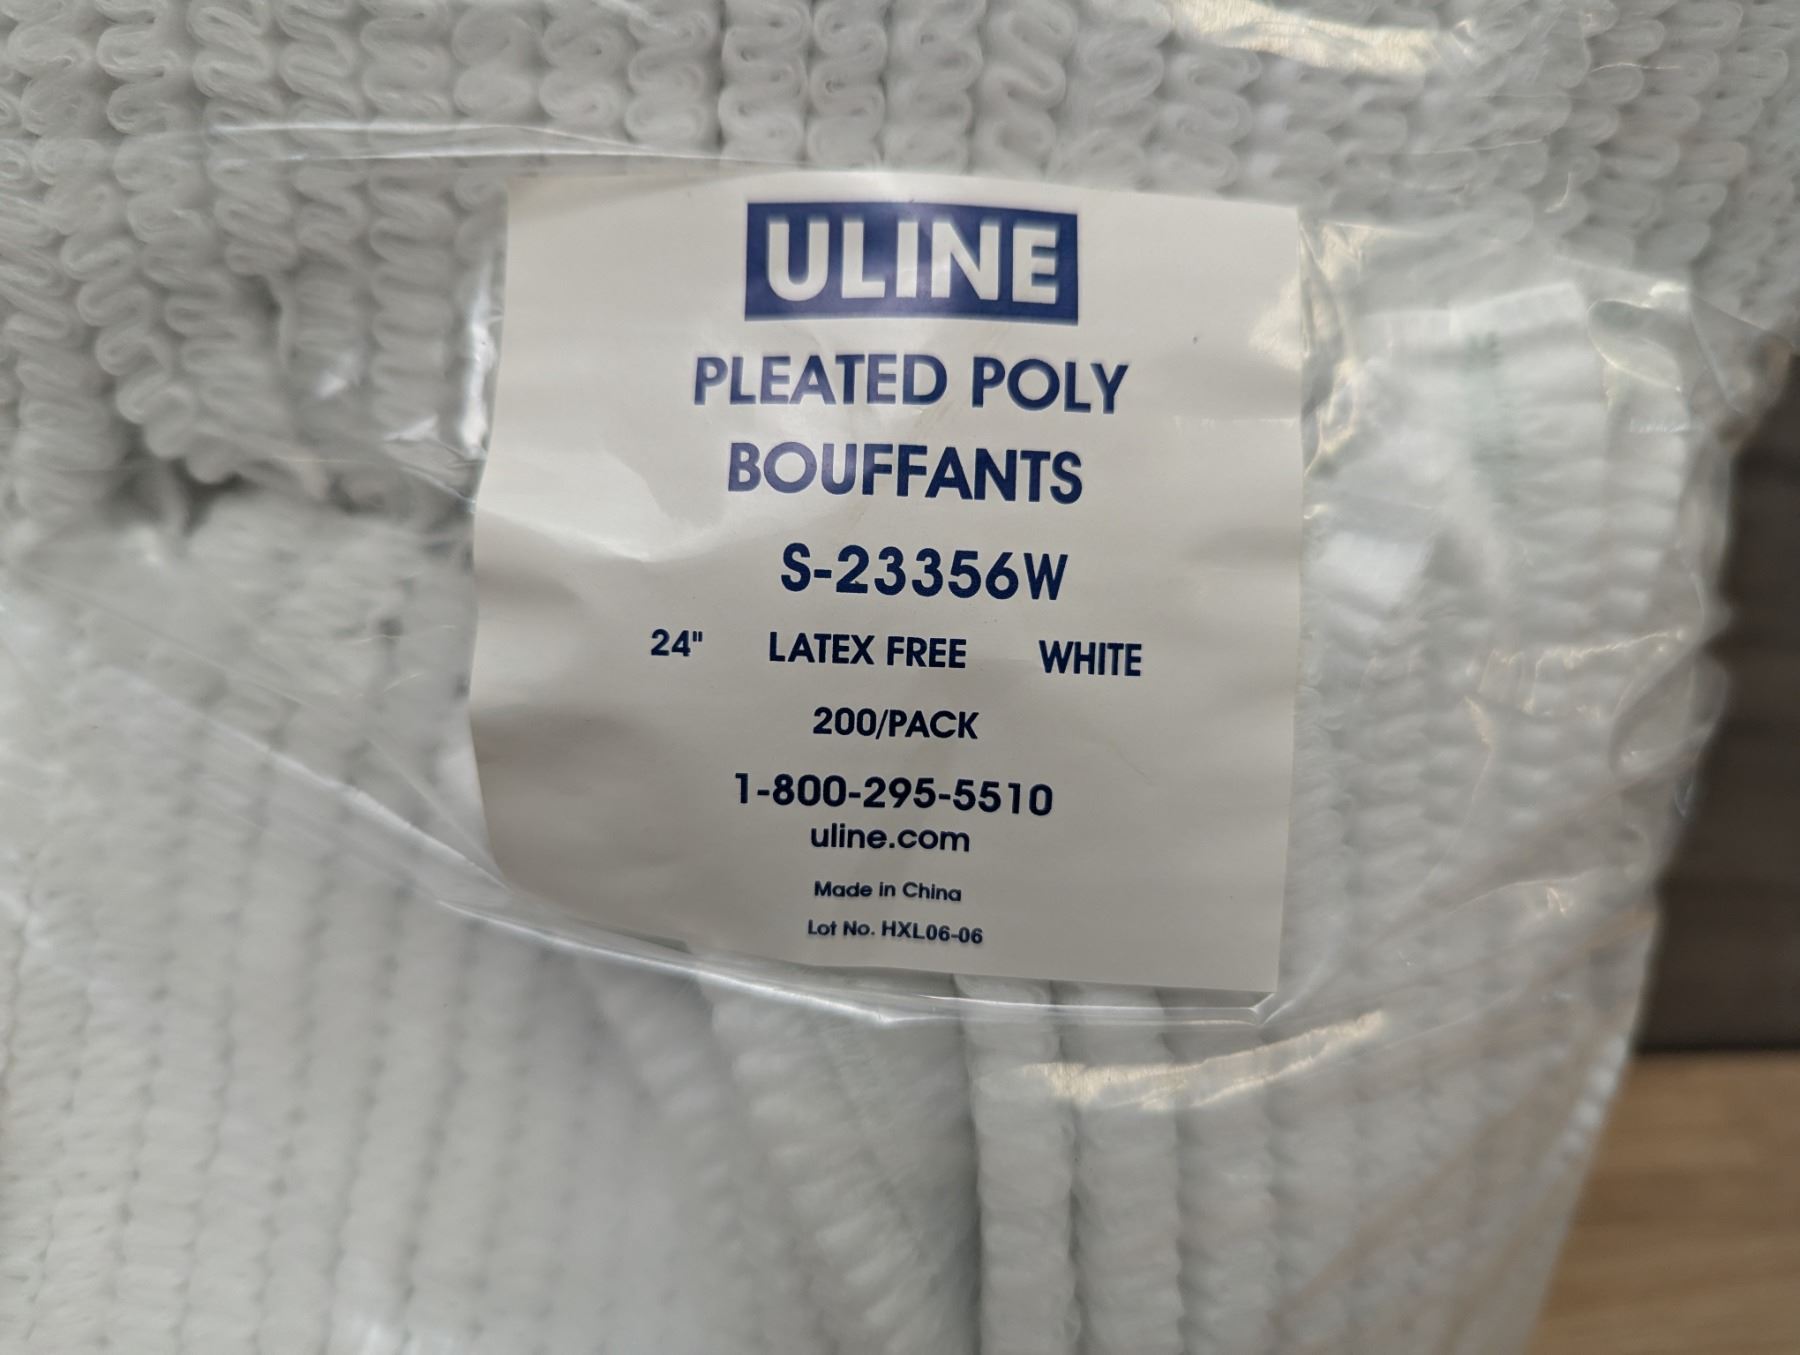 ULINE
PLEATED POLY
BOUFFANTS
S-23356W
24" LATEX FREE WHITE
200/PACK
1-800-295-5510
uline.com
Made in China
Lot No. HXL06-06